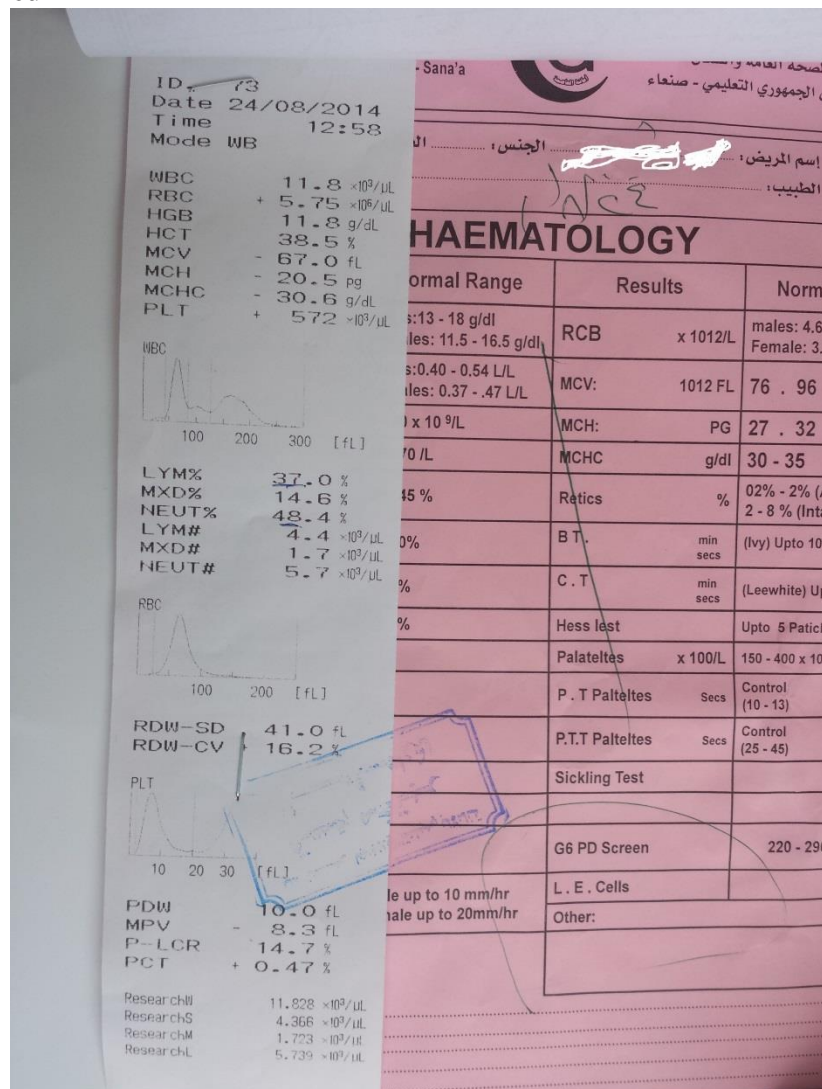 ID. 73
Date 24/08/2014
Time 12:58
Mode WB
WBC 11.8 ×10³/µL
RBC + 5.75 ×10⁶/µL
HGB 11.8 g/dL
HCT 38.5 %
MCV - 67.0 fL
MCH - 20.5 pg
MCHC - 30.6 g/dL
PLT + 572 ×10³/µL
WBC
100 200 300 [fL]
LYM% 37.0 %
MXD% 14.6 %
NEUT% 48.4 %
LYM# 4.4 ×10³/µL
MXD# 1.7 ×10³/µL
NEUT# 5.7 ×10³/µL
RBC
100 200 [fL]
RDW-SD 41.0 fL
RDW-CV 16.2 %
PLT
10 20 30 [fL]
PDW 10.0 fL
MPV - 8.3 fL
P-LCR 14.7 %
PCT + 0.47 %
ResearchW 11.828 ×10³/µL
ResearchS 4.366 ×10³/µL
ResearchM 1.723 ×10³/µL
ResearchL 5.739 ×10³/µL
- Sana'a
الجمهوري التعليمي - صنعاء
إسم المريض: الجنس:
الطبيب:
HAEMATOLOGY
ormal Range Results Norm
s:13 - 18 g/dl
les: 11.5 - 16.5 g/dl
RCB x 1012/L males: 4.6
Female: 3.
s:0.40 - 0.54 L/L
ales: 0.37 - .47 L/L
MCV: 1012 FL 76 . 96
x 10 9/L MCH: PG 27 . 32
/L MCHC g/dl 30 - 35
45 % Retics % 02% - 2% (
2 - 8 % (Inta
0% B T. min secs (Ivy) Upto 10
% C . T min secs (Leewhite) U
% Hess lest Upto 5 Patic
Palateltes x 100/L 150 - 400 x 10
P . T Palteltes Secs Control
(10 - 13)
P.T.T Palteltes Secs Control
(25 - 45)
Sickling Test
G6 PD Screen 220 - 29
le up to 10 mm/hr L . E . Cells
ale up to 20mm/hr Other: